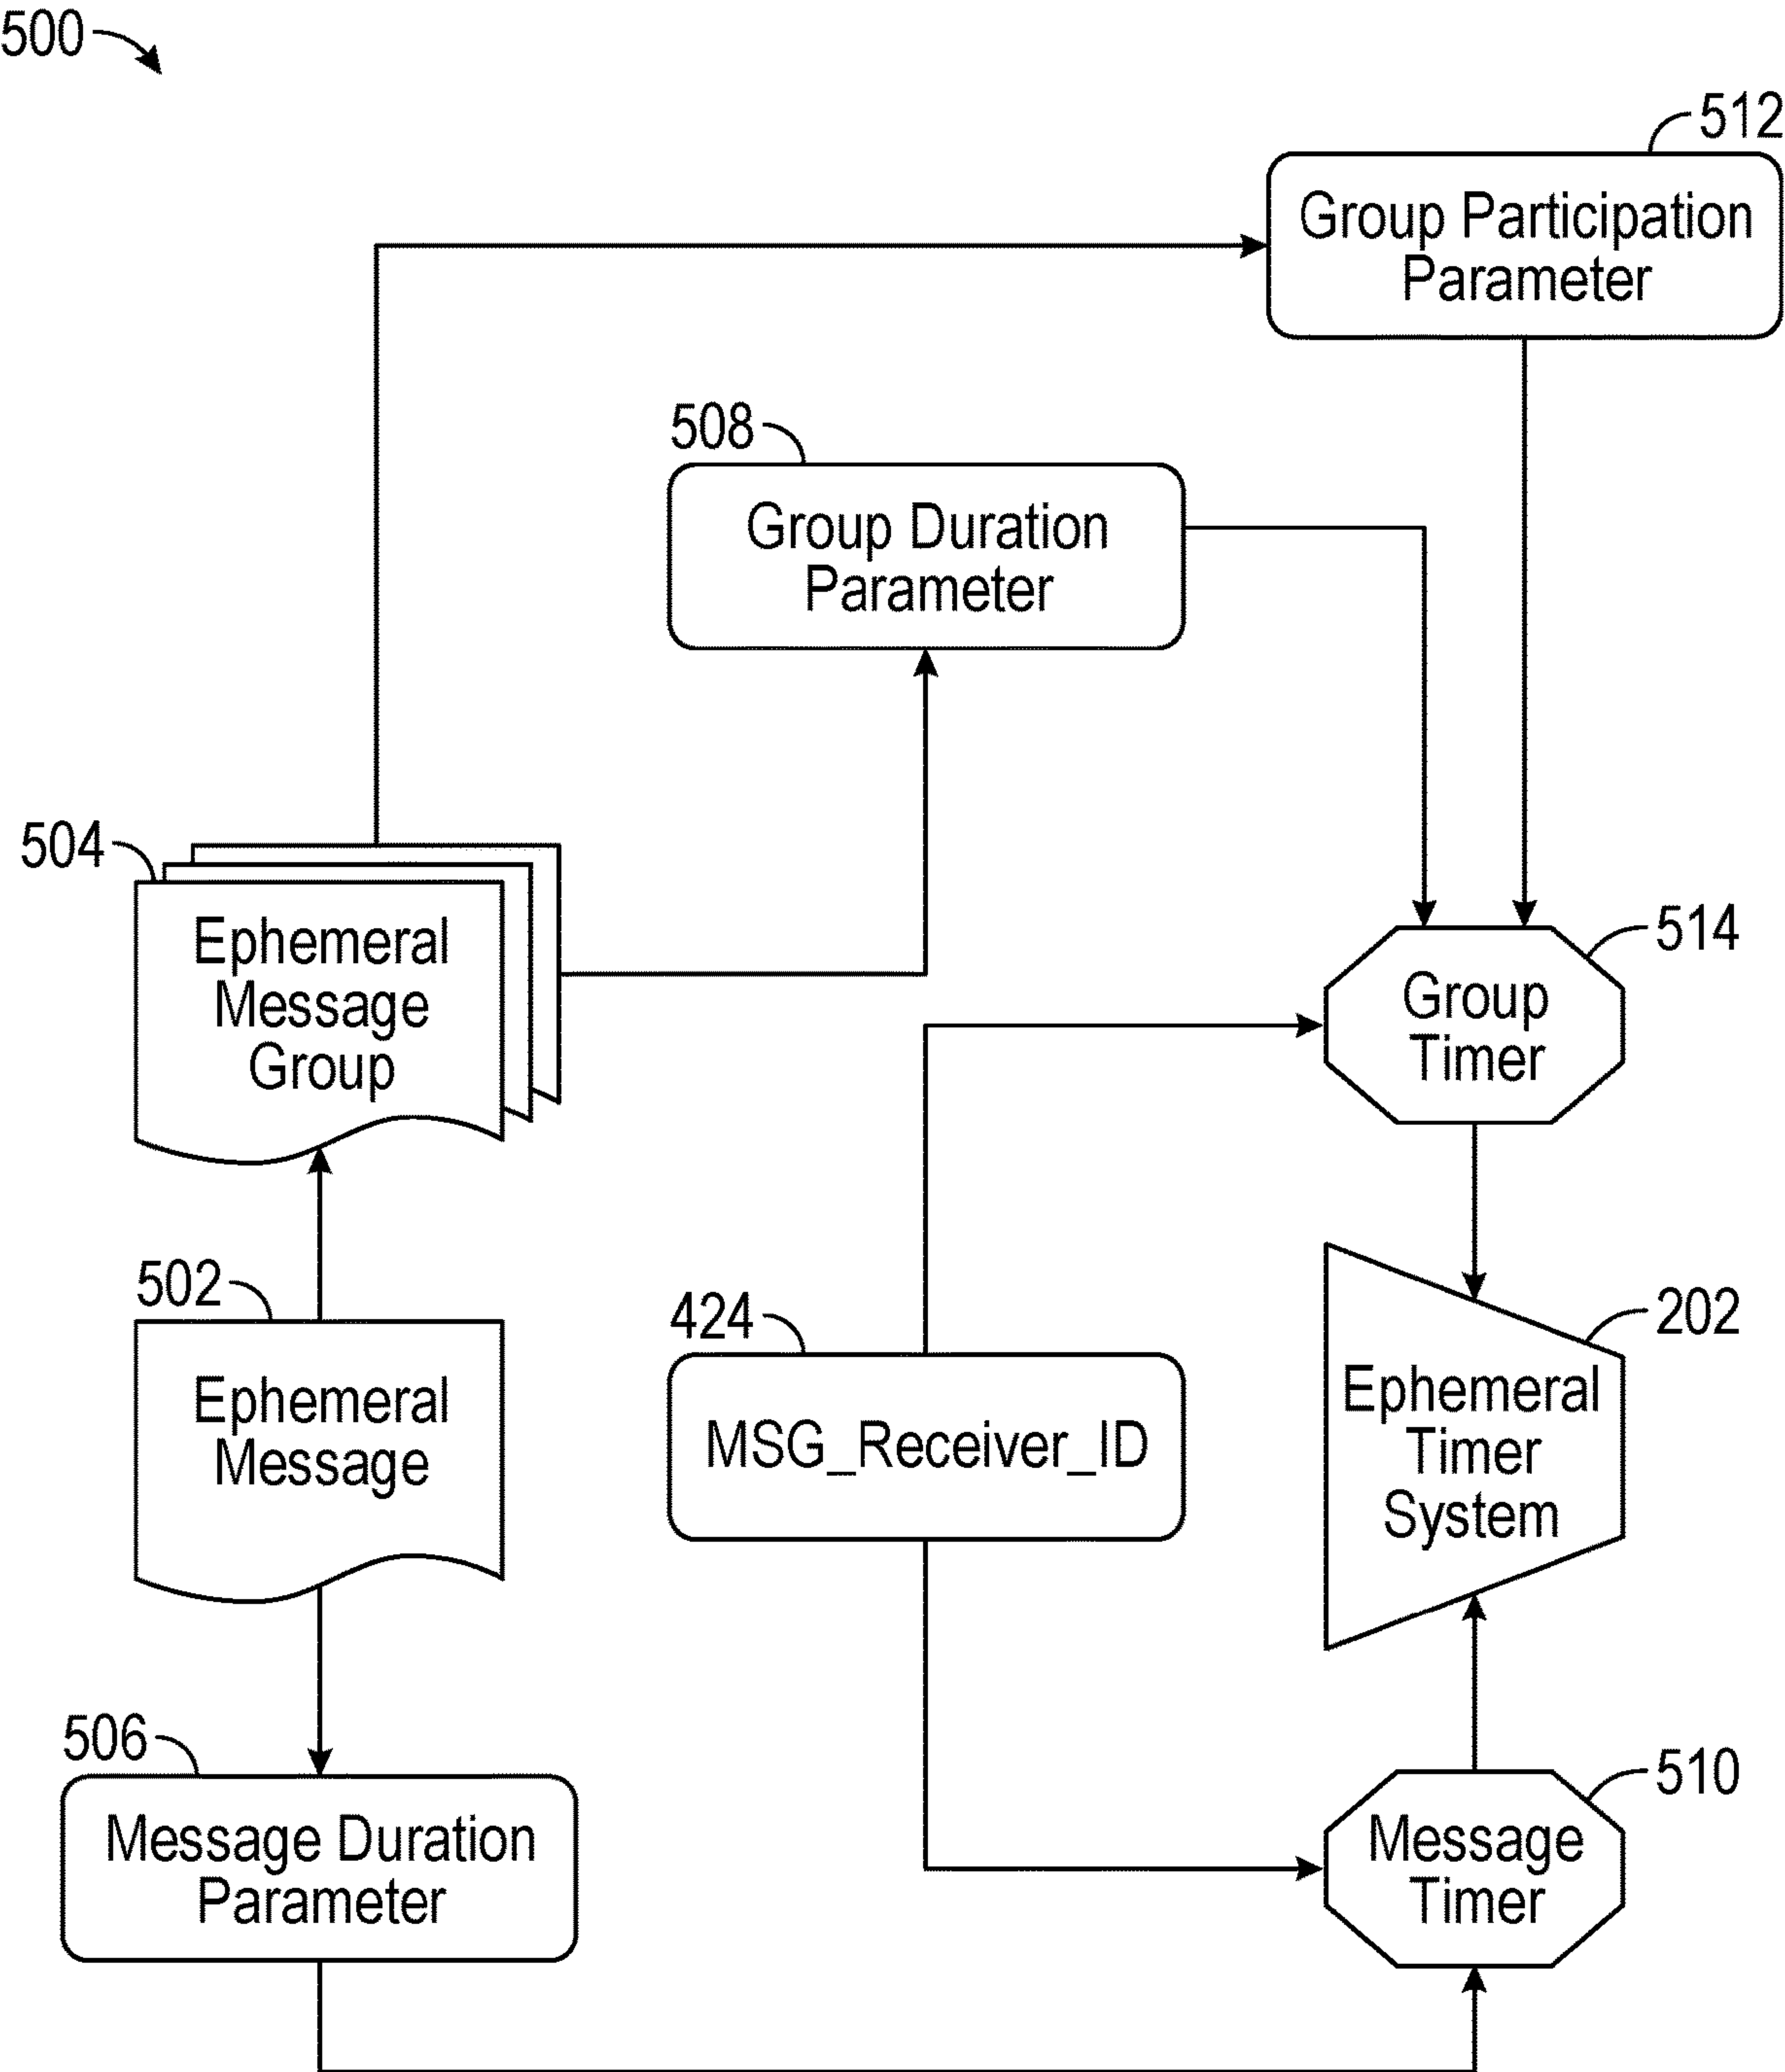 500
512
Group Participation
Parameter
508
Group Duration
Parameter
504
Ephemeral
Message
Group
514
Group
Timer
502
Ephemeral
Message
424
MSG_Receiver_ID
202
Ephemeral
Timer
System
506
Message Duration
Parameter
510
Message
Timer